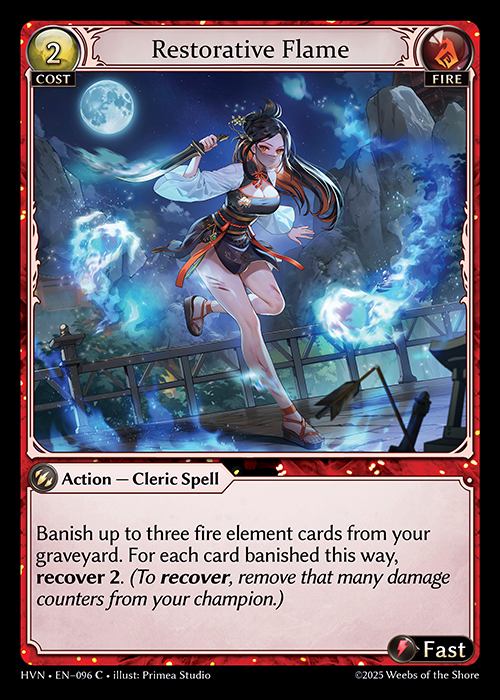 2
Restorative Flame
COST
FIRE
Action — Cleric Spell
Banish up to three fire element cards from your
graveyard. For each card banished this way,
recover 2. (To recover, remove that many damage
counters from your champion.)
Fast
HVN • EN-096 C • illust: Primea Studio
©2025 Weebs of the Shore